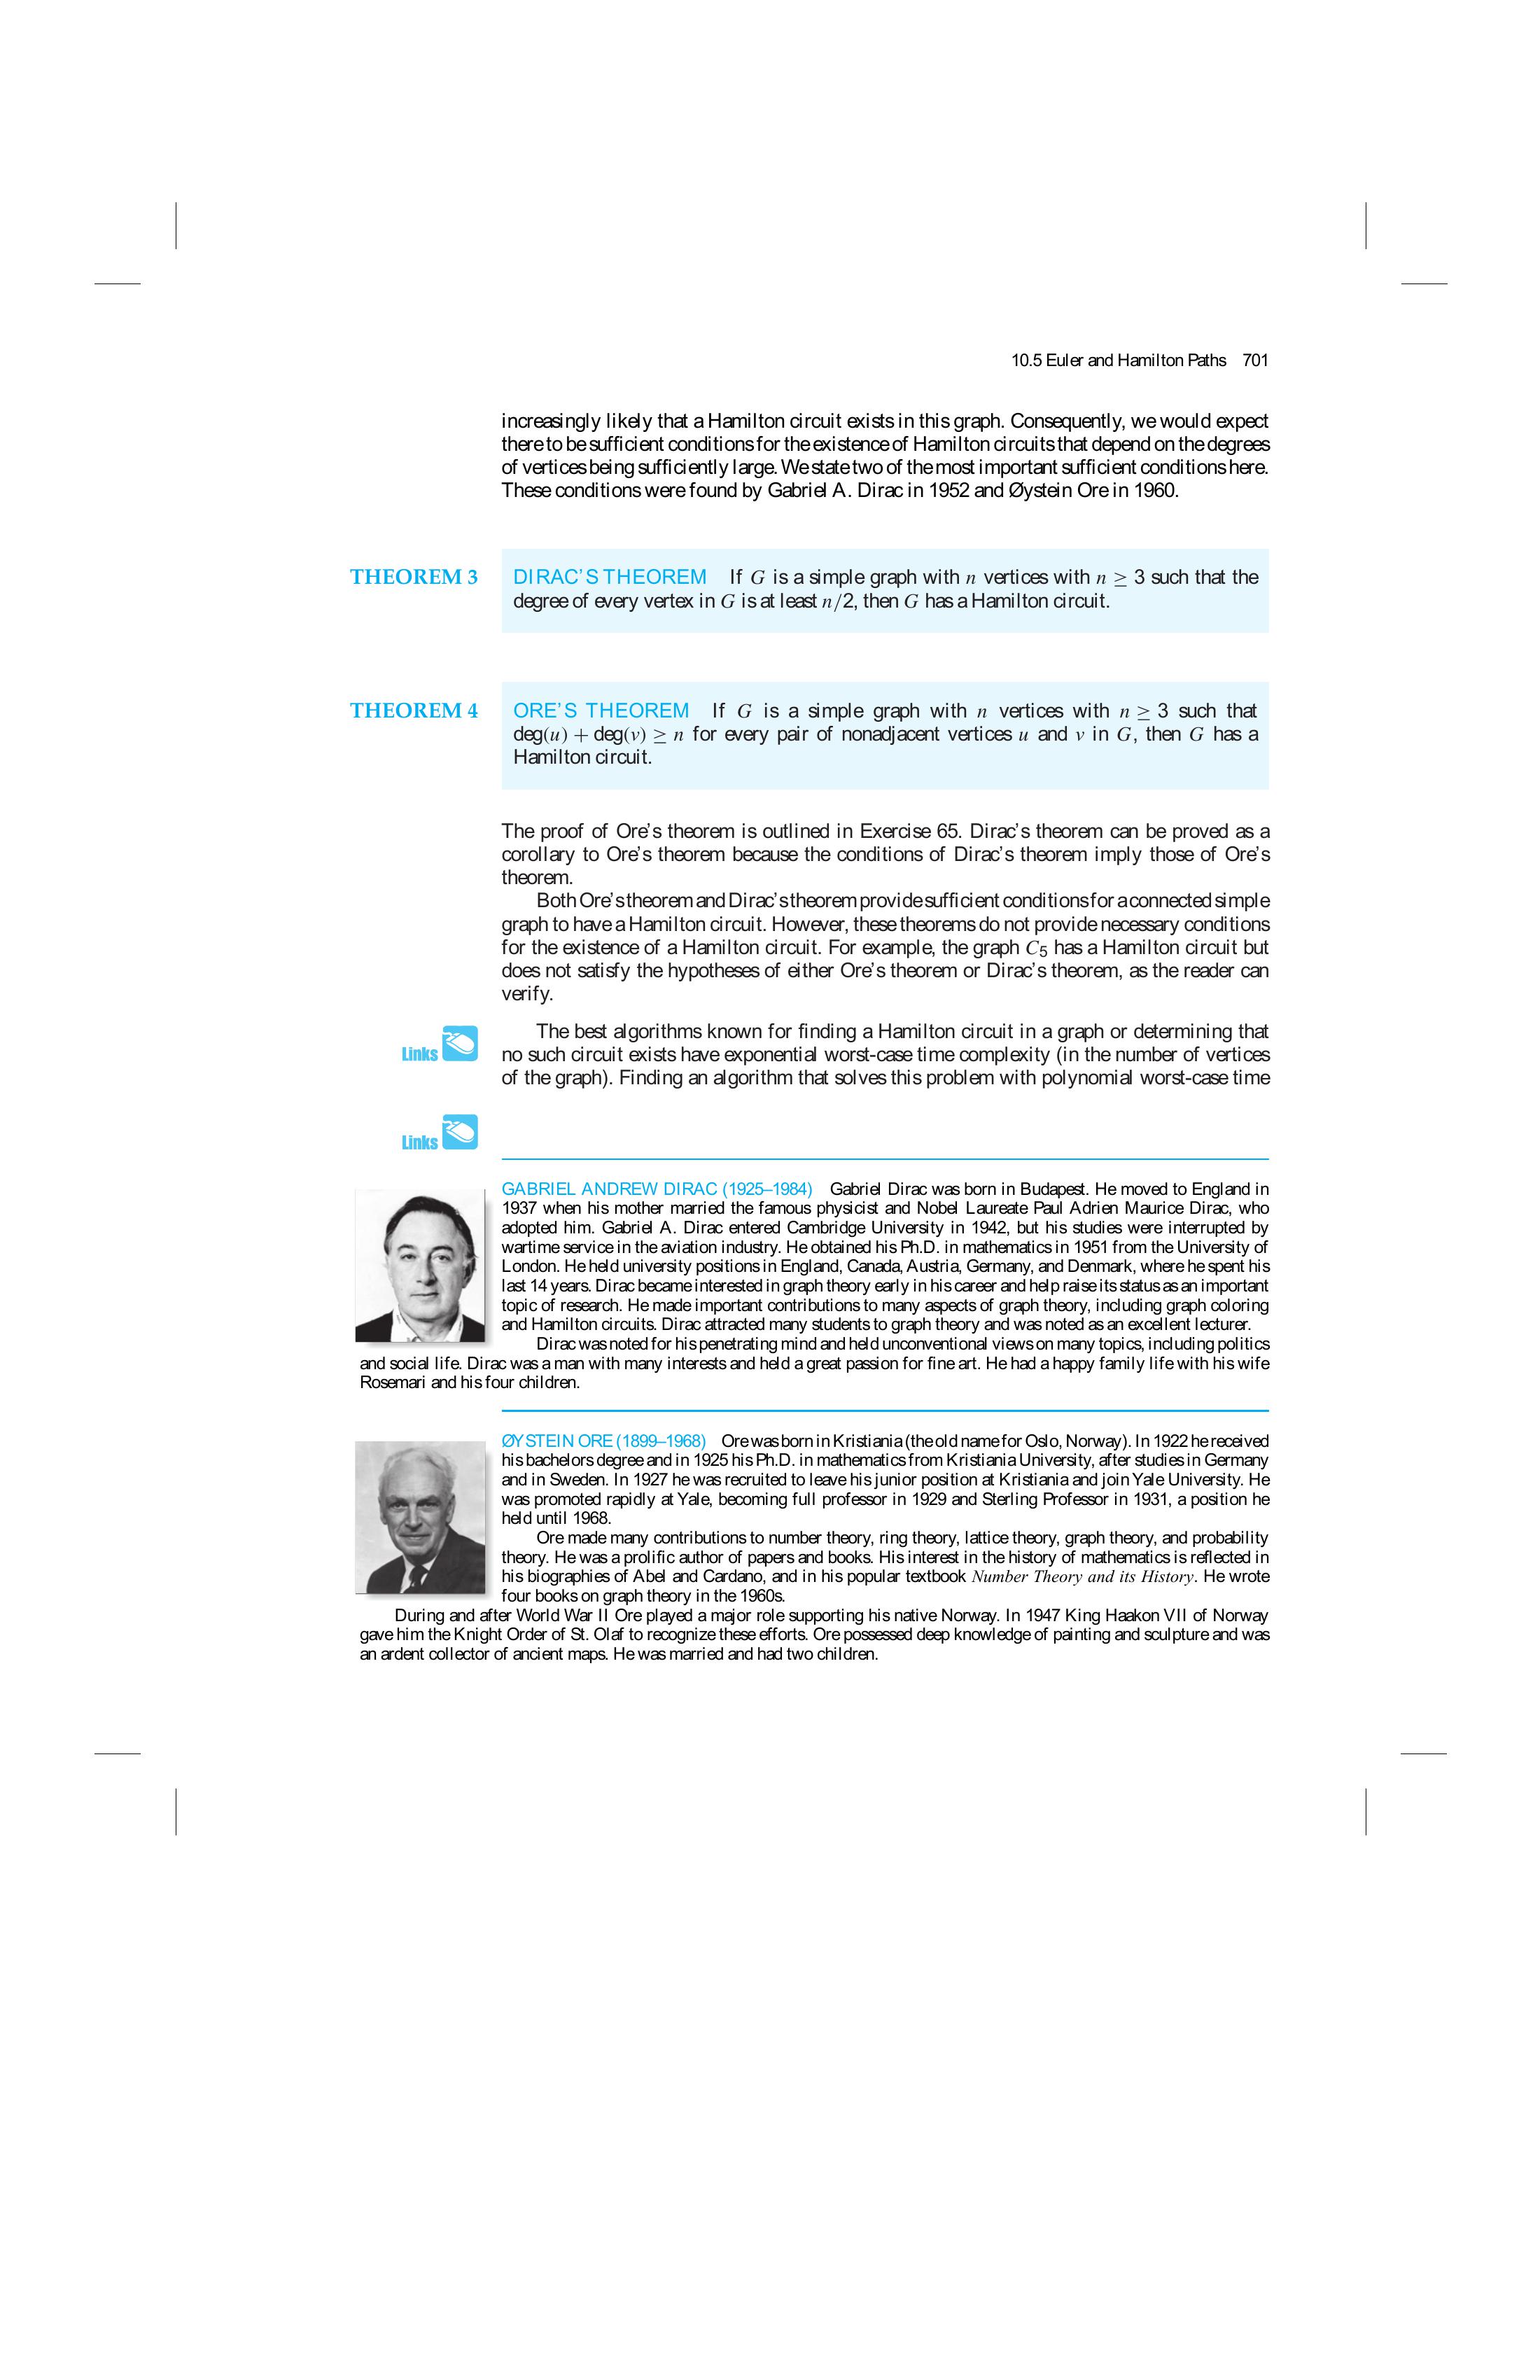 10.5 Euler and Hamilton Paths 701
increasingly likely that a Hamilton circuit exists in this graph. Consequently, we would expect
there to be sufficient conditions for the existence of Hamilton circuits that depend on the degrees
of vertices being sufficiently large. We state two of the most important sufficient conditions here.
These conditions were found by Gabriel A. Dirac in 1952 and Øystein Ore in 1960.
THEOREM 3 DIRAC'S THEOREM If G is a simple graph with n vertices with n ≥ 3 such that the
degree of every vertex in G is at least n/2, then G has a Hamilton circuit.
THEOREM 4 ORE'S THEOREM If G is a simple graph with n vertices with n ≥ 3 such that
deg(u) + deg(v) ≥ n for every pair of nonadjacent vertices u and v in G, then G has a
Hamilton circuit.
The proof of Ore's theorem is outlined in Exercise 65. Dirac's theorem can be proved as a
corollary to Ore's theorem because the conditions of Dirac's theorem imply those of Ore's
theorem.
Both Ore's theorem and Dirac's theorem provide sufficient conditions for a connected simple
graph to have a Hamilton circuit. However, these theorems do not provide necessary conditions
for the existence of a Hamilton circuit. For example, the graph C5 has a Hamilton circuit but
does not satisfy the hypotheses of either Ore's theorem or Dirac's theorem, as the reader can
verify.
Links
The best algorithms known for finding a Hamilton circuit in a graph or determining that
no such circuit exists have exponential worst-case time complexity (in the number of vertices
of the graph). Finding an algorithm that solves this problem with polynomial worst-case time
Links
GABRIEL ANDREW DIRAC (1925–1984) Gabriel Dirac was born in Budapest. He moved to England in
1937 when his mother married the famous physicist and Nobel Laureate Paul Adrien Maurice Dirac, who
adopted him. Gabriel A. Dirac entered Cambridge University in 1942, but his studies were interrupted by
wartime service in the aviation industry. He obtained his Ph.D. in mathematics in 1951 from the University of
London. He held university positions in England, Canada, Austria, Germany, and Denmark, where he spent his
last 14 years. Dirac became interested in graph theory early in his career and help raise its status as an important
topic of research. He made important contributions to many aspects of graph theory, including graph coloring
and Hamilton circuits. Dirac attracted many students to graph theory and was noted as an excellent lecturer.
Dirac was noted for his penetrating mind and held unconventional views on many topics, including politics
and social life. Dirac was a man with many interests and held a great passion for fine art. He had a happy family life with his wife
Rosemari and his four children.
ØYSTEIN ORE (1899–1968) Ore was born in Kristiania (the old name for Oslo, Norway). In 1922 he received
his bachelors degree and in 1925 his Ph.D. in mathematics from Kristiania University, after studies in Germany
and in Sweden. In 1927 he was recruited to leave his junior position at Kristiania and join Yale University. He
was promoted rapidly at Yale, becoming full professor in 1929 and Sterling Professor in 1931, a position he
held until 1968.
Ore made many contributions to number theory, ring theory, lattice theory, graph theory, and probability
theory. He was a prolific author of papers and books. His interest in the history of mathematics is reflected in
his biographies of Abel and Cardano, and in his popular textbook Number Theory and its History. He wrote
four books on graph theory in the 1960s.
During and after World War II Ore played a major role supporting his native Norway. In 1947 King Haakon VII of Norway
gave him the Knight Order of St. Olaf to recognize these efforts. Ore possessed deep knowledge of painting and sculpture and was
an ardent collector of ancient maps. He was married and had two children.